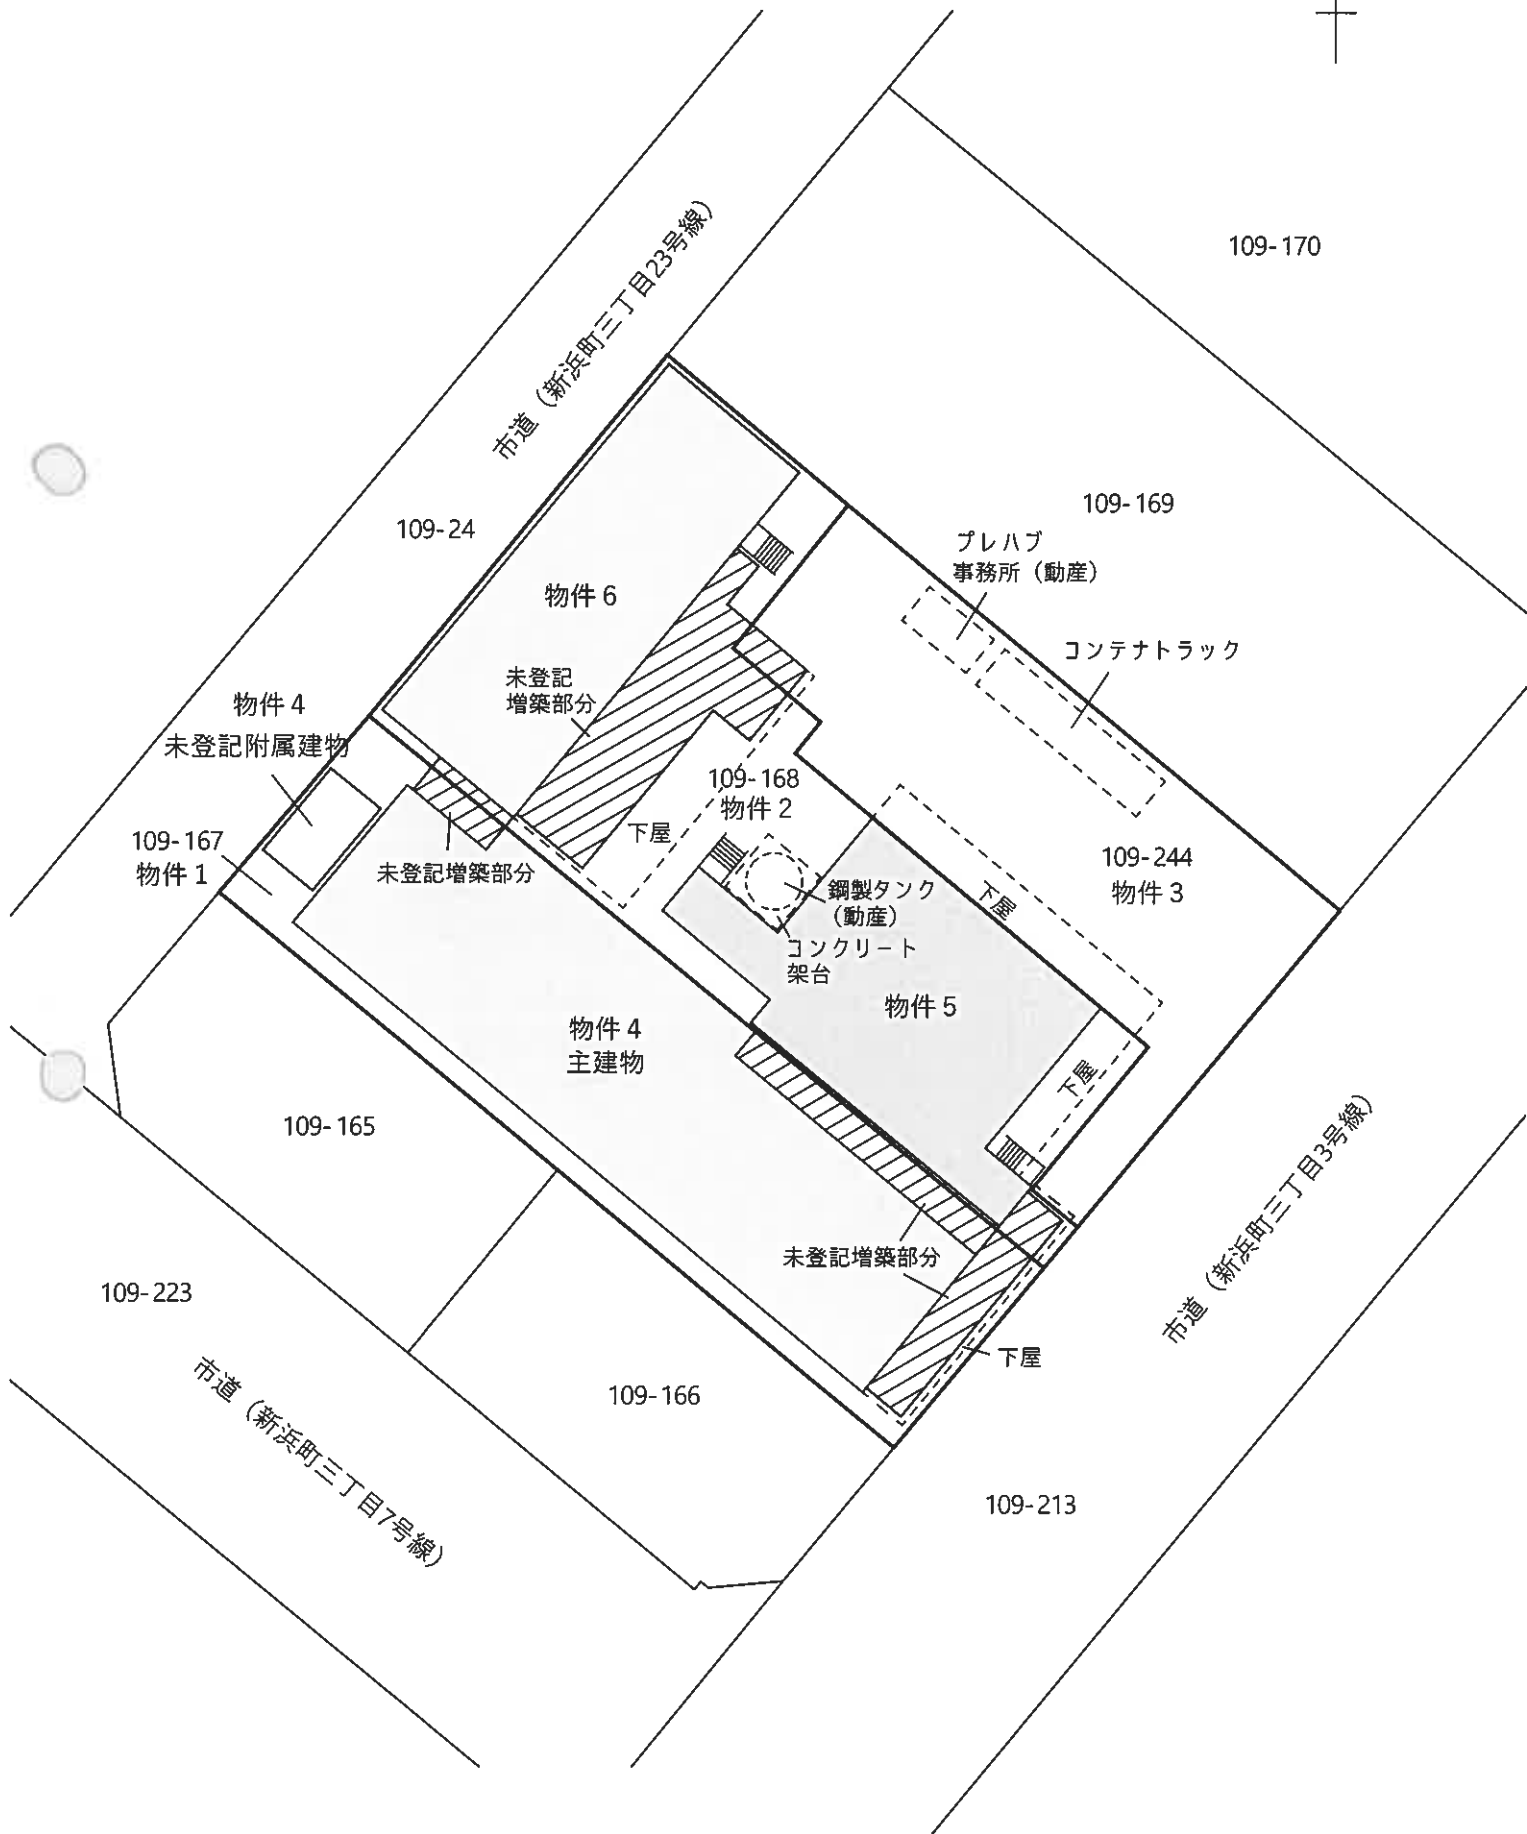 109-170
市道（新浜町三丁目23号線）
109-169
109-24
プレハブ
事務所（動産）
物件６
コンテナトラック
未登記
増築部分
物件４
未登記附属建物
109-168
物件２
下屋
109-167
物件１
未登記増築部分
109-244
物件３
下屋
鋼製タンク
（動産）
コンクリート
架台
物件５
物件４
主建物
下屋
109-165
市道（新浜町三丁目3号線）
未登記増築部分
109-223
下屋
市道（新浜町三丁目7号線）
109-166
109-213